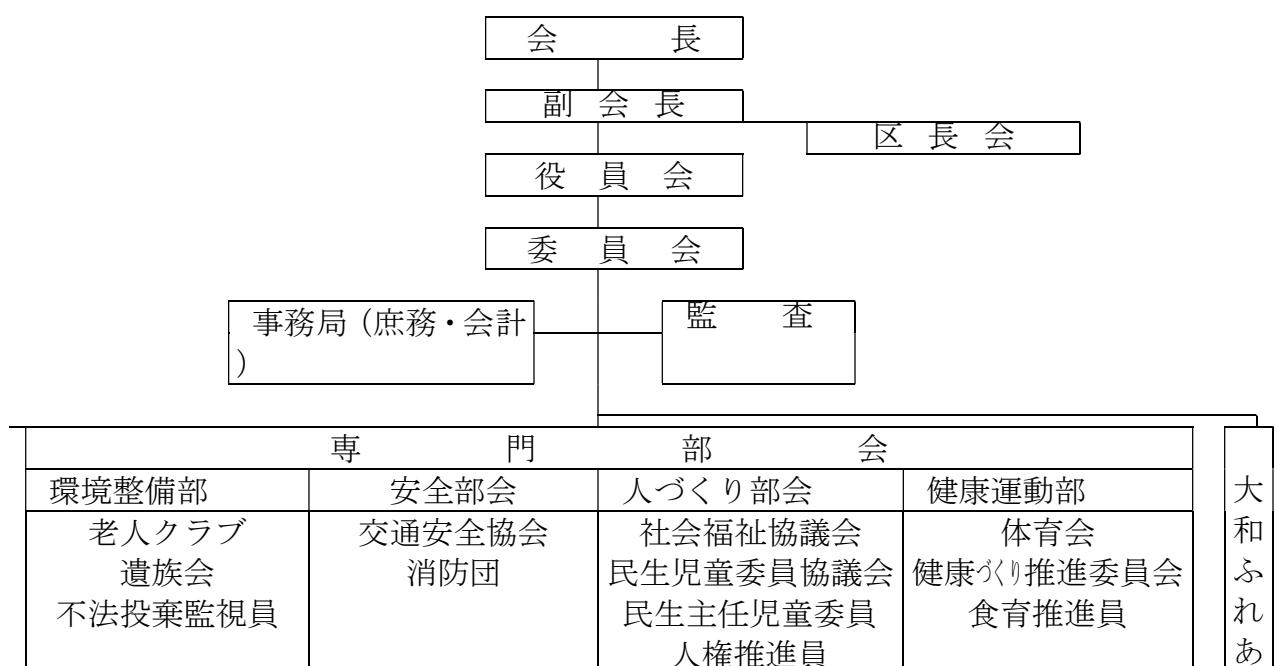 会長
副会長
区長会
役員会
委員会
事務局（庶務・会計
）
監査
専門部会
環境整備部
安全部会
人づくり部会
健康運動部
老人クラブ
交通安全協会
社会福祉協議会
体育会
遺族会
消防団
民生児童委員協議会
健康づくり推進委員会
不法投棄監視員
民生主任児童委員
食育推進員
人権推進員
大和ふれあ